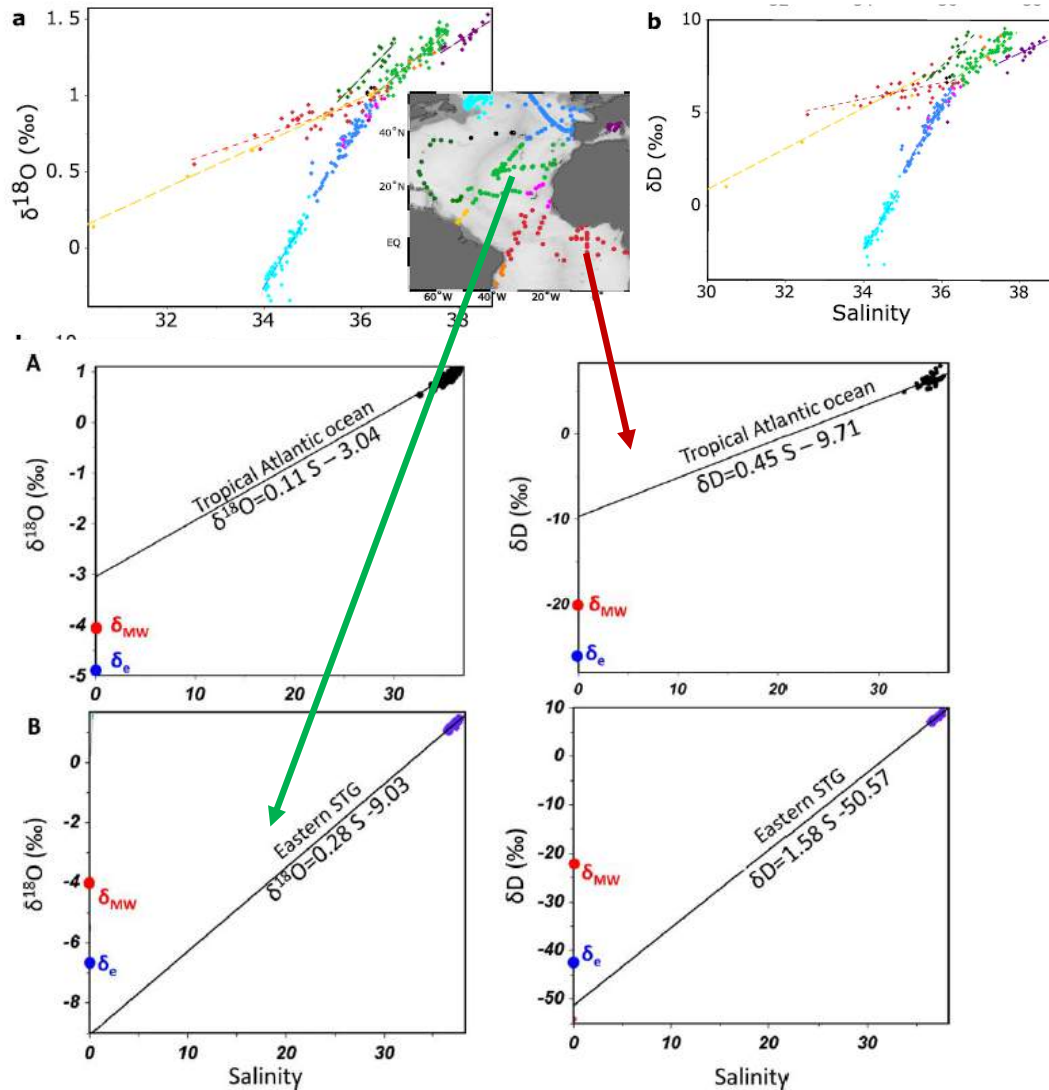 a
1.5
1
0.5
0
δ¹⁸O (‰)
32
34
36
38
40°N
20°N
EQ
60°W
40°W
20°W
b
10
5
0
δD (‰)
30
32
34
36
38
Salinity
A
1
0
-1
-2
-3
-4
-5
δ¹⁸O (‰)
Tropical Atlantic ocean
δ¹⁸O=0.11 S – 3.04
δMW
δe
0
10
20
30
0
-10
-20
δD (‰)
Tropical Atlantic ocean
δD=0.45 S – 9.71
δMW
δe
0
10
20
30
B
0
-2
-4
-6
-8
δ¹⁸O (‰)
Eastern STG
δ¹⁸O=0.28 S -9.03
δMW
δe
0
10
20
30
Salinity
10
0
-10
-20
-30
-40
-50
δD (‰)
Eastern STG
δD=1.58 S -50.57
δMW
δe
0
10
20
30
Salinity